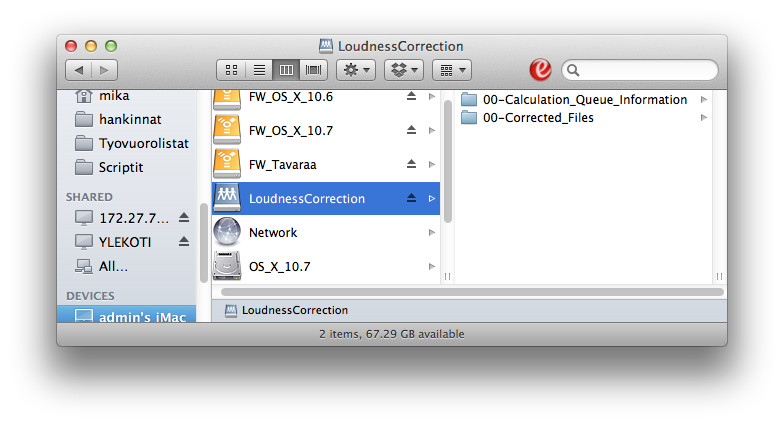 LoudnessCorrection
mika
hankinnat
Tyovuorolistat
Scriptit
SHARED
172.27.7...
YLEKOTI
All...
DEVICES
admin's iMac
FW_OS_X_10.6
FW_OS_X_10.7
FW_Tavaraa
LoudnessCorrection
Network
OS_X_10.7
00-Calculation_Queue_Information
00-Corrected_Files
LoudnessCorrection
2 items, 67.29 GB available